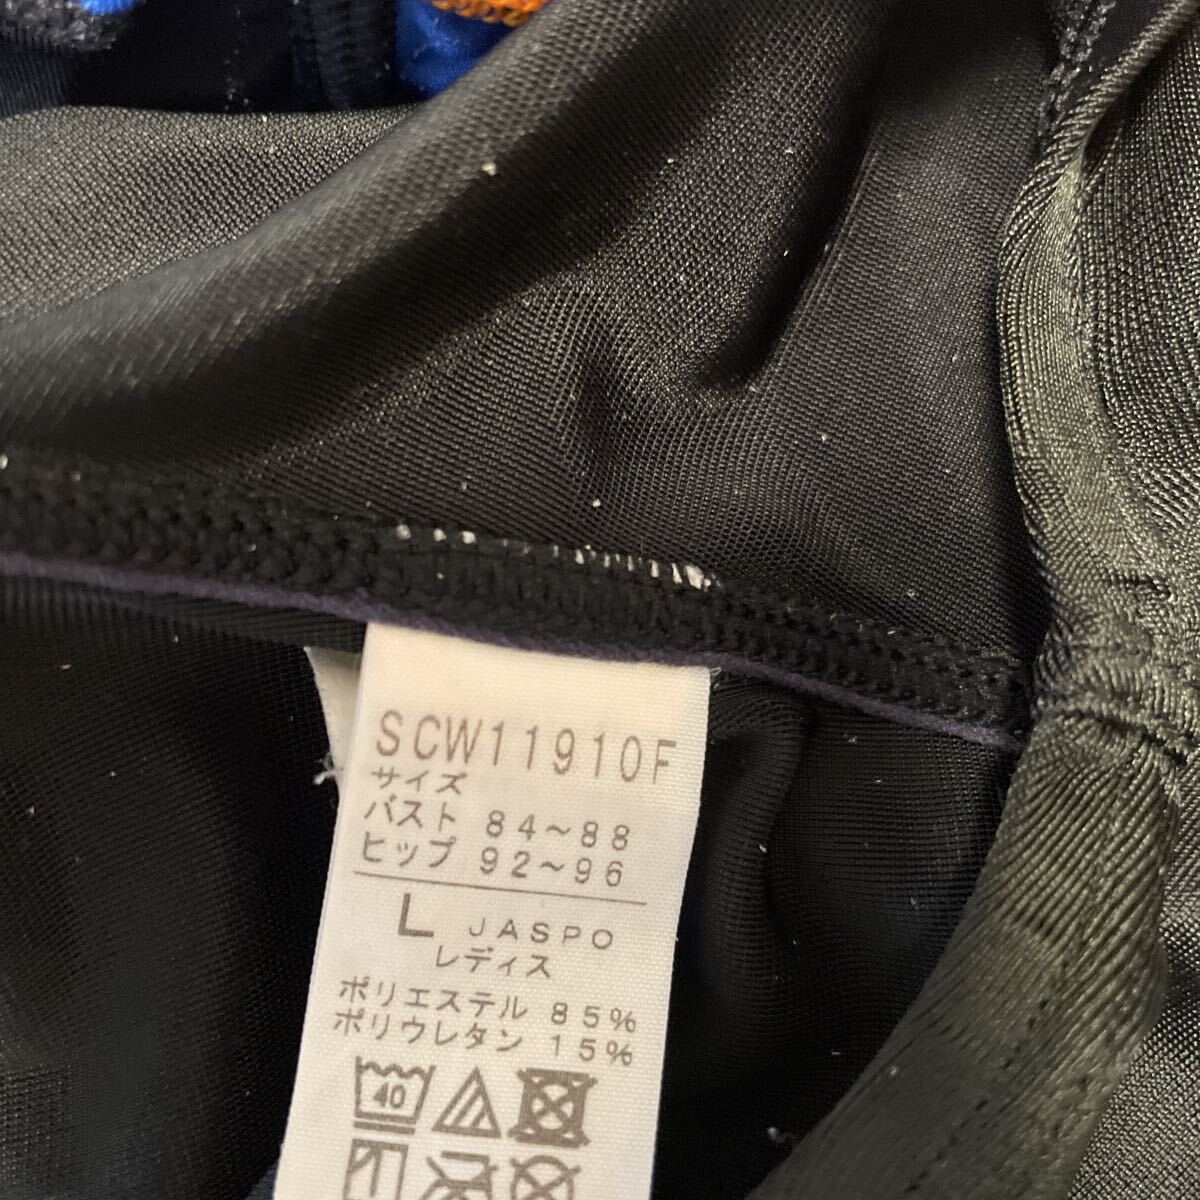 SCW11910F
サイズ
バスト 84~88
ヒップ 92~96
L JASPO
レディス
ポリエステル 85%
ポリウレタン 15%
40